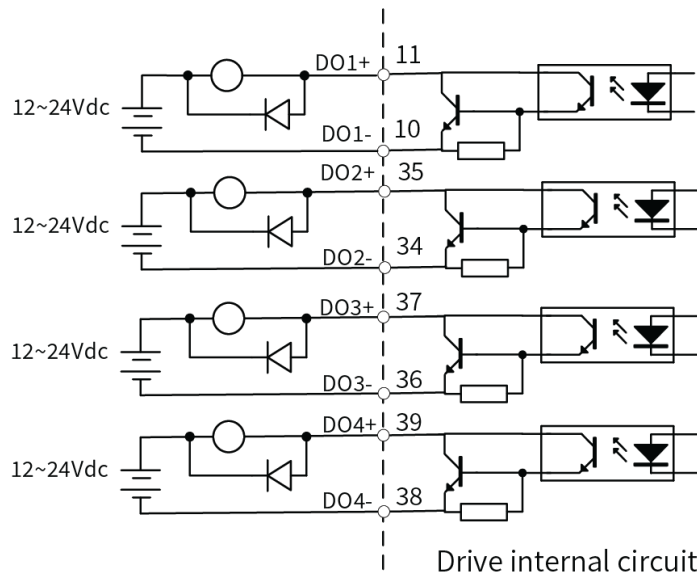 DO1+ 11
12~24Vdc
DO1- 10
DO2+ 35
12~24Vdc
DO2- 34
DO3+ 37
12~24Vdc
DO3- 36
DO4+ 39
12~24Vdc
DO4- 38
Drive internal circuit